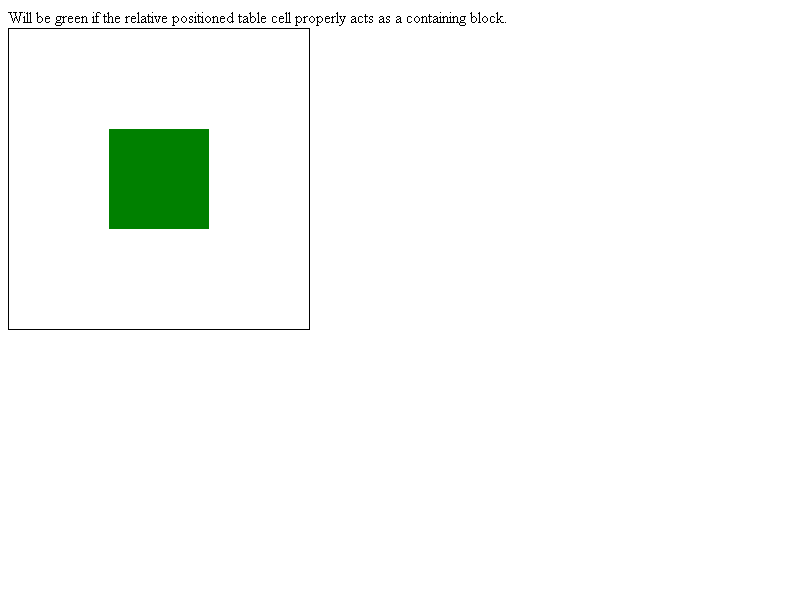 Will be green if the relative positioned table cell properly acts as a containing block.